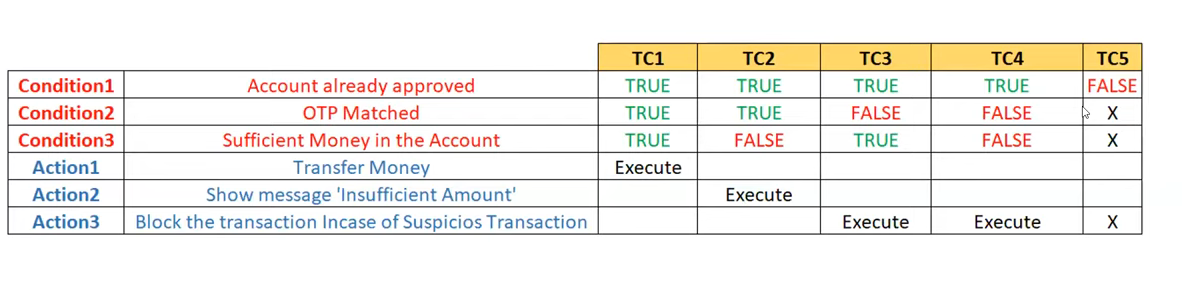 TC1 TC2 TC3 TC4 TC5
Condition1 Account already approved TRUE TRUE TRUE TRUE FALSE
Condition2 OTP Matched TRUE TRUE FALSE FALSE X
Condition3 Sufficient Money in the Account TRUE FALSE TRUE FALSE X
Action1 Transfer Money Execute
Action2 Show message 'Insufficient Amount' Execute
Action3 Block the transaction Incase of Suspicios Transaction Execute Execute X